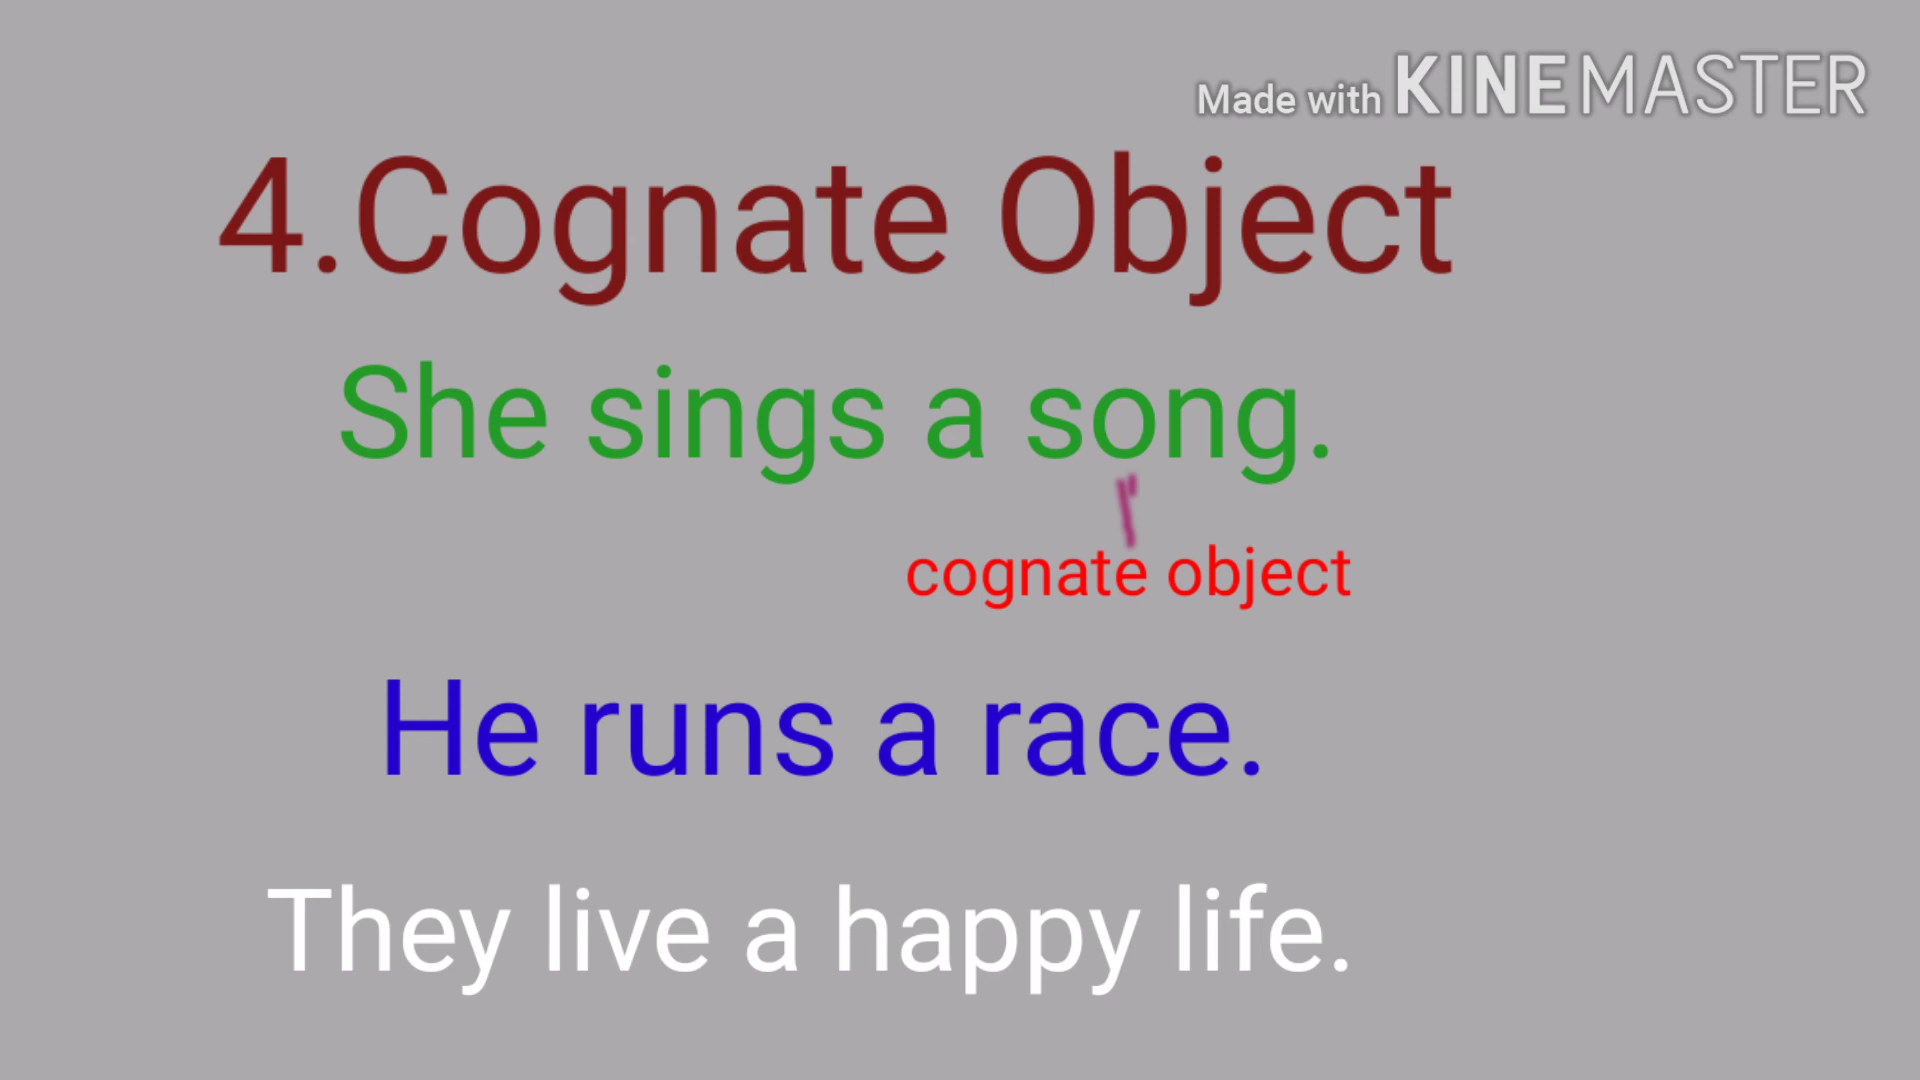 Made with KINEMASTER
4.Cognate Object
She sings a song.
cognate object
He runs a race.
They live a happy life.